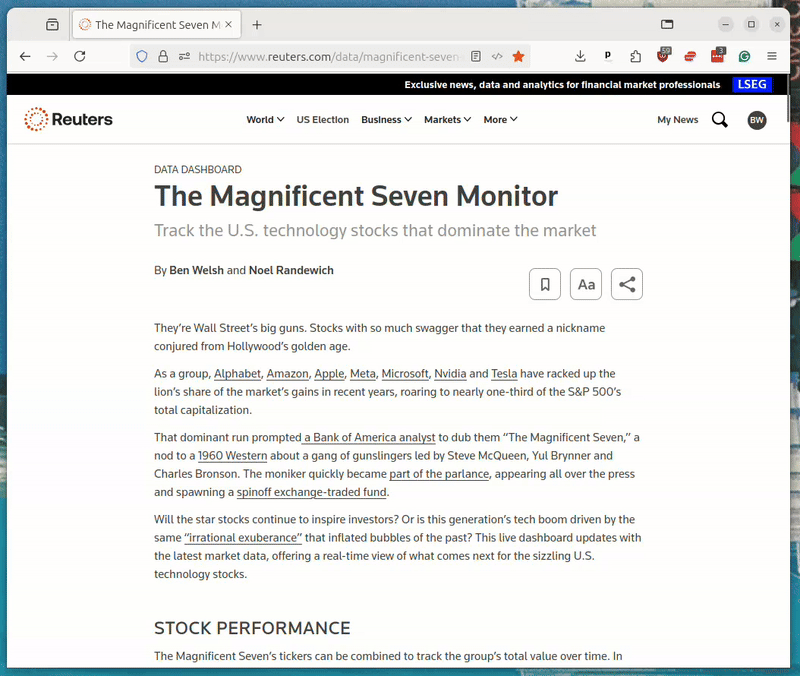 The Magnificent Seven M
https://www.reuters.com/data/magnificent-seven-
59
3
Exclusive news, data and analytics for financial market professionals LSEG
Reuters World US Election Business Markets More My News BW
DATA DASHBOARD
The Magnificent Seven Monitor
Track the U.S. technology stocks that dominate the market
By Ben Welsh and Noel Randewich
Aa
They’re Wall Street’s big guns. Stocks with so much swagger that they earned a nickname
conjured from Hollywood’s golden age.
As a group, Alphabet, Amazon, Apple, Meta, Microsoft, Nvidia and Tesla have racked up the
lion’s share of the market’s gains in recent years, roaring to nearly one-third of the S&P 500’s
total capitalization.
That dominant run prompted a Bank of America analyst to dub them “The Magnificent Seven,” a
nod to a 1960 Western about a gang of gunslingers led by Steve McQueen, Yul Brynner and
Charles Bronson. The moniker quickly became part of the parlance, appearing all over the press
and spawning a spinoff exchange-traded fund.
Will the star stocks continue to inspire investors? Or is this generation’s tech boom driven by the
same “irrational exuberance” that inflated bubbles of the past? This live dashboard updates with
the latest market data, offering a real-time view of what comes next for the sizzling U.S.
technology stocks.
STOCK PERFORMANCE
The Magnificent Seven’s tickers can be combined to track the group’s total value over time. In